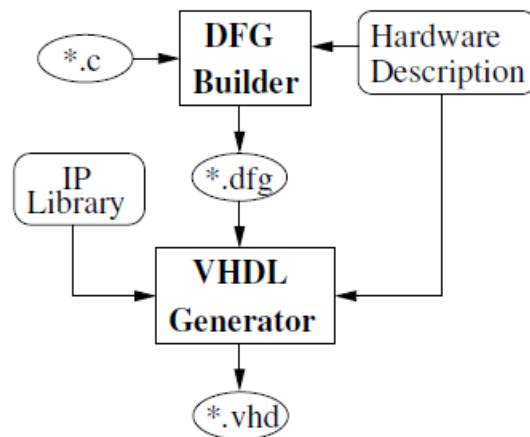 *.c
DFG
Builder
Hardware
Description
IP
Library
*.dfg
VHDL
Generator
*.vhd